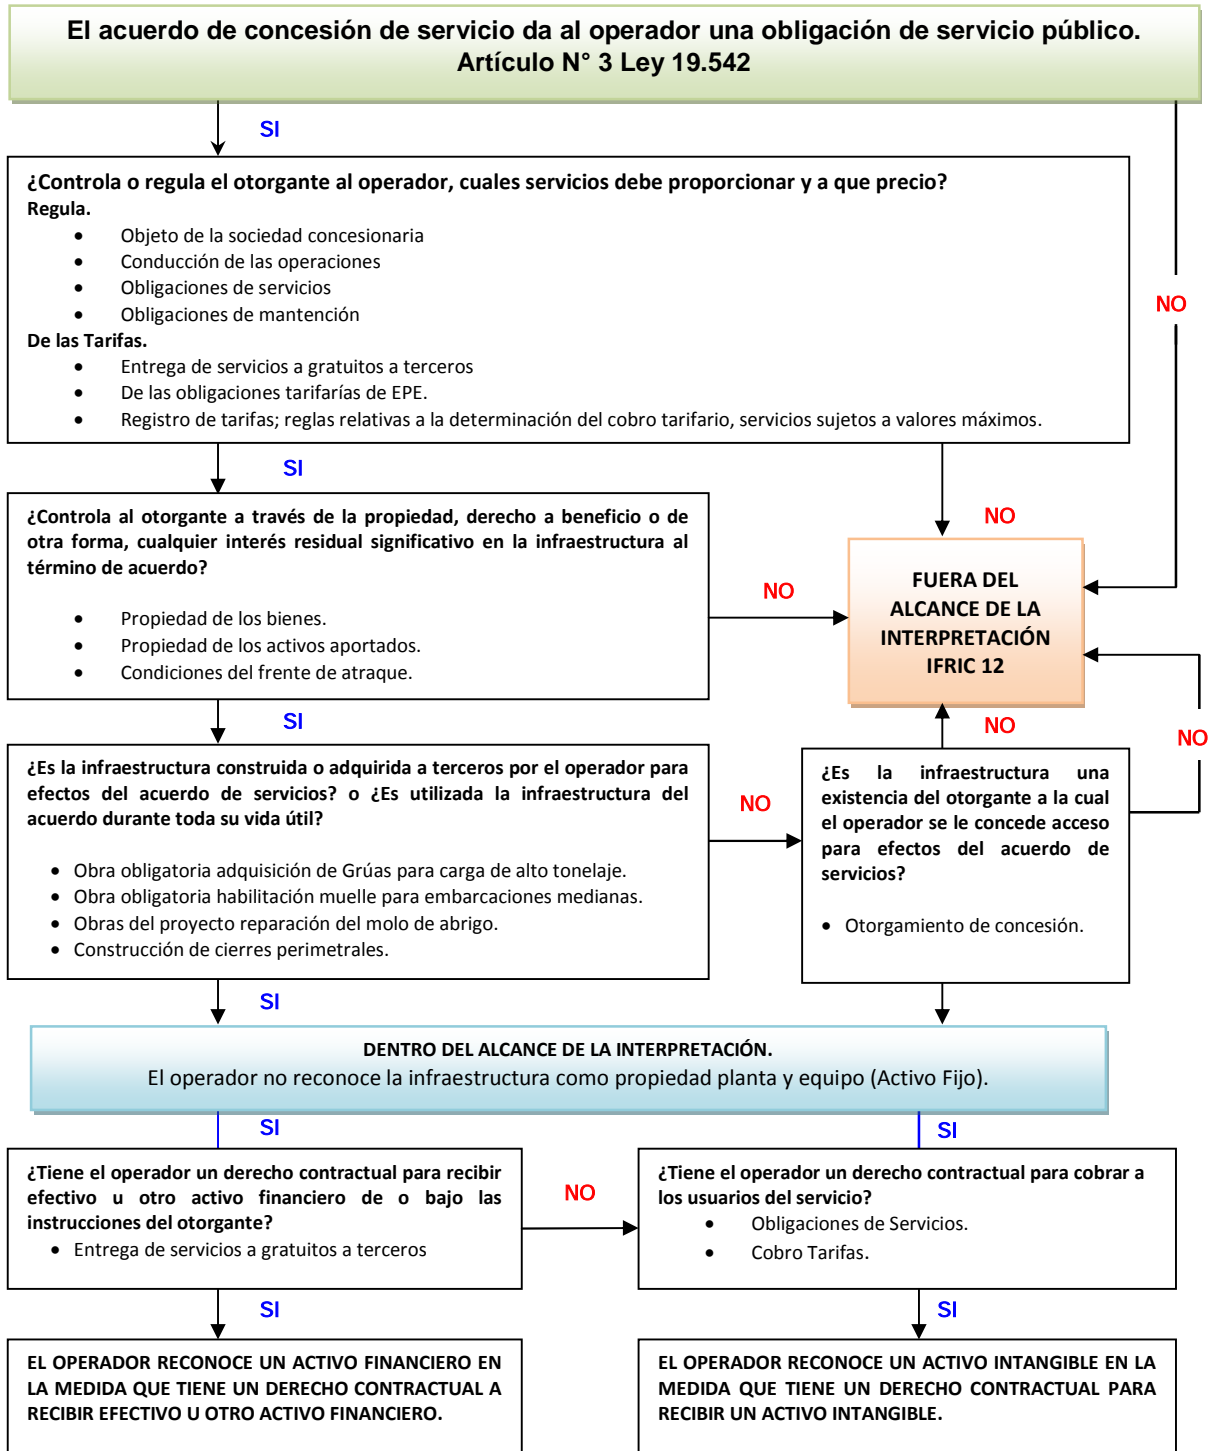 El acuerdo de concesión de servicio da al operador una obligación de servicio público.
Artículo N° 3 Ley 19.542
SI
¿Controla o regula el otorgante al operador, cuales servicios debe proporcionar y a que precio?
Regula.
• Objeto de la sociedad concesionaria
• Conducción de las operaciones
• Obligaciones de servicios
• Obligaciones de mantención
De las Tarifas.
• Entrega de servicios a gratuitos a terceros
• De las obligaciones tarifarías de EPE.
• Registro de tarifas; reglas relativas a la determinación del cobro tarifario, servicios sujetos a valores máximos.
NO
SI
¿Controla al otorgante a través de la propiedad, derecho a beneficio o de
otra forma, cualquier interés residual significativo en la infraestructura al
término de acuerdo?
• Propiedad de los bienes.
• Propiedad de los activos aportados.
• Condiciones del frente de atraque.
NO
NO
FUERA DEL
ALCANCE DE LA
INTERPRETACIÓN
IFRIC 12
SI
NO
NO
¿Es la infraestructura construida o adquirida a terceros por el operador para
efectos del acuerdo de servicios? o ¿Es utilizada la infraestructura del
acuerdo durante toda su vida útil?
• Obra obligatoria adquisición de Grúas para carga de alto tonelaje.
• Obra obligatoria habilitación muelle para embarcaciones medianas.
• Obras del proyecto reparación del molo de abrigo.
• Construcción de cierres perimetrales.
NO
¿Es la infraestructura una
existencia del otorgante a la cual
el operador se le concede acceso
para efectos del acuerdo de
servicios?
• Otorgamiento de concesión.
SI
DENTRO DEL ALCANCE DE LA INTERPRETACIÓN.
El operador no reconoce la infraestructura como propiedad planta y equipo (Activo Fijo).
SI
SI
¿Tiene el operador un derecho contractual para recibir
efectivo u otro activo financiero de o bajo las
instrucciones del otorgante?
• Entrega de servicios a gratuitos a terceros
NO
¿Tiene el operador un derecho contractual para cobrar a
los usuarios del servicio?
• Obligaciones de Servicios.
• Cobro Tarifas.
SI
SI
EL OPERADOR RECONOCE UN ACTIVO FINANCIERO EN
LA MEDIDA QUE TIENE UN DERECHO CONTRACTUAL A
RECIBIR EFECTIVO U OTRO ACTIVO FINANCIERO.
EL OPERADOR RECONOCE UN ACTIVO INTANGIBLE EN LA
MEDIDA QUE TIENE UN DERECHO CONTRACTUAL PARA
RECIBIR UN ACTIVO INTANGIBLE.